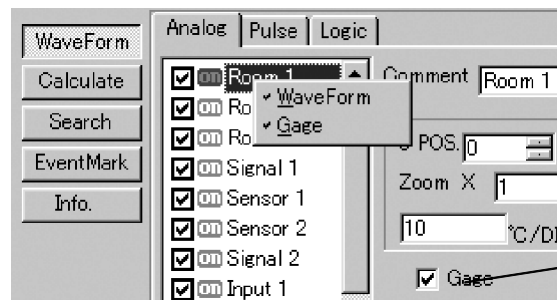 WaveForm
Calculate
Search
EventMark
Info.
Analog Pulse Logic
on Room 1
on Ro
on Ro
on Signal 1
on Sensor 1
on Sensor 2
on Signal 2
on Input 1
WaveForm
Gage
Comment Room 1
POS. 0
Zoom X 1
10 °C/DI
Gage